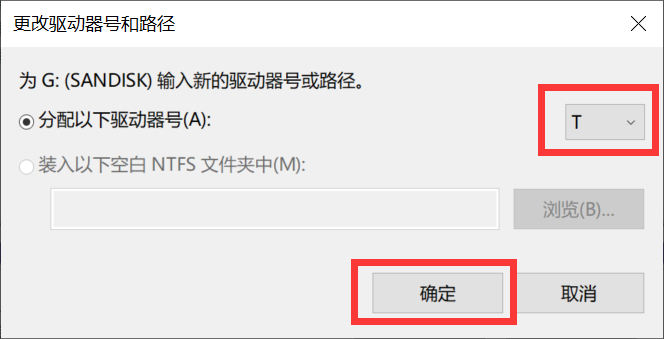 更改驱动器号和路径
为 G: (SANDISK) 输入新的驱动器号或路径。
分配以下驱动器号(A):
T
装入以下空白 NTFS 文件夹中(M):
浏览(B)...
确定
取消